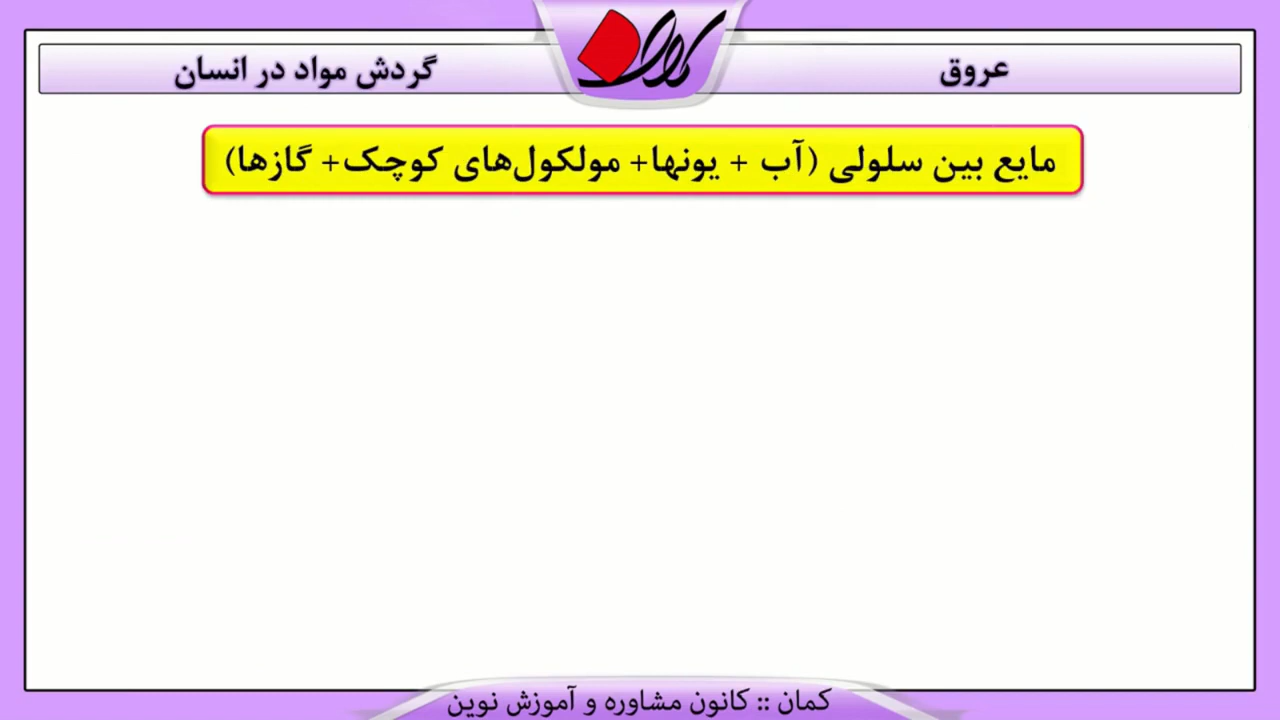 عروق
کمان
گردش مواد در انسان
مایع بین سلولی (آب + یونها+ مولکول‌های کوچک+ گازها)
کمان :: کانون مشاوره و آموزش نوین